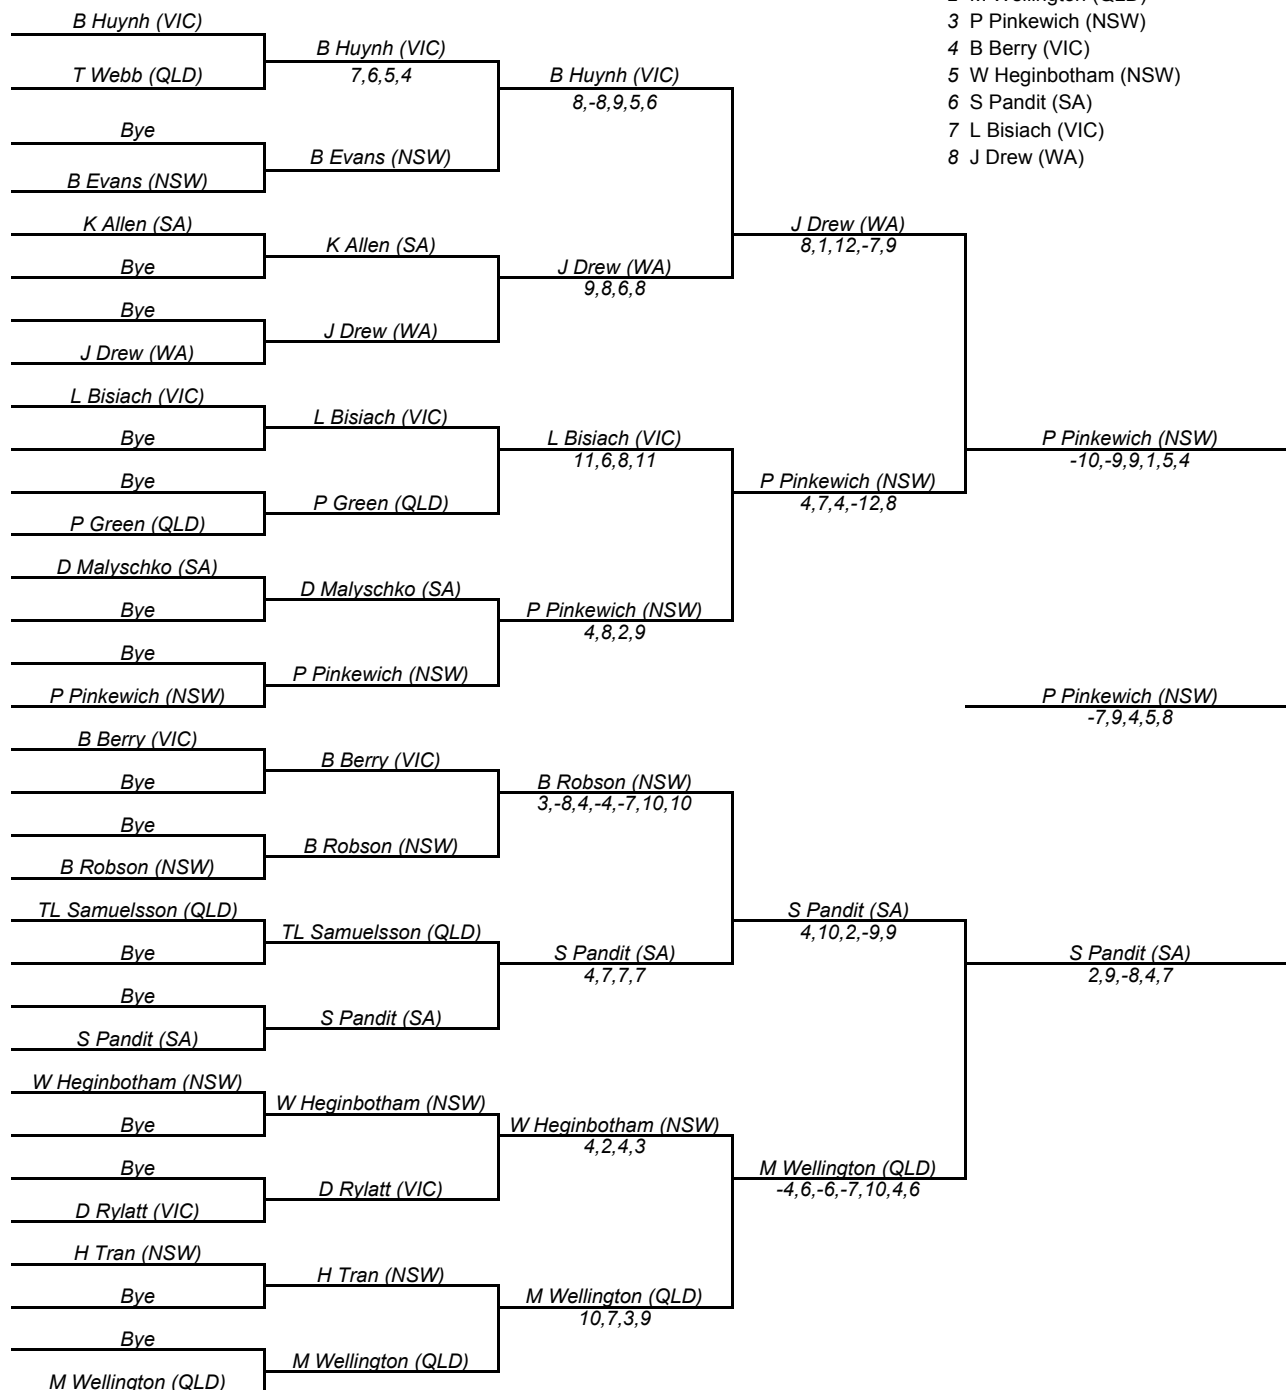 2 M Wellington (QLD)
B Huynh (VIC)
3 P Pinkewich (NSW)
B Huynh (VIC)
4 B Berry (VIC)
T Webb (QLD)
7,6,5,4
B Huynh (VIC)
5 W Heginbotham (NSW)
8,-8,9,5,6
6 S Pandit (SA)
Bye
7 L Bisiach (VIC)
B Evans (NSW)
8 J Drew (WA)
B Evans (NSW)
K Allen (SA)
J Drew (WA)
K Allen (SA)
8,1,12,-7,9
Bye
J Drew (WA)
9,8,6,8
Bye
J Drew (WA)
J Drew (WA)
L Bisiach (VIC)
L Bisiach (VIC)
Bye
L Bisiach (VIC)
P Pinkewich (NSW)
11,6,8,11
-10,-9,9,1,5,4
Bye
P Pinkewich (NSW)
P Green (QLD)
4,7,4,-12,8
P Green (QLD)
D Malyschko (SA)
D Malyschko (SA)
Bye
P Pinkewich (NSW)
4,8,2,9
Bye
P Pinkewich (NSW)
P Pinkewich (NSW)
P Pinkewich (NSW)
-7,9,4,5,8
B Berry (VIC)
B Berry (VIC)
Bye
B Robson (NSW)
3,-8,4,-4,-7,10,10
Bye
B Robson (NSW)
B Robson (NSW)
TL Samuelsson (QLD)
S Pandit (SA)
TL Samuelsson (QLD)
4,10,2,-9,9
Bye
S Pandit (SA)
S Pandit (SA)
4,7,7,7
2,9,-8,4,7
Bye
S Pandit (SA)
S Pandit (SA)
W Heginbotham (NSW)
W Heginbotham (NSW)
Bye
W Heginbotham (NSW)
4,2,4,3
Bye
M Wellington (QLD)
D Rylatt (VIC)
-4,6,-6,-7,10,4,6
D Rylatt (VIC)
H Tran (NSW)
H Tran (NSW)
Bye
M Wellington (QLD)
10,7,3,9
Bye
M Wellington (QLD)
M Wellington (QLD)